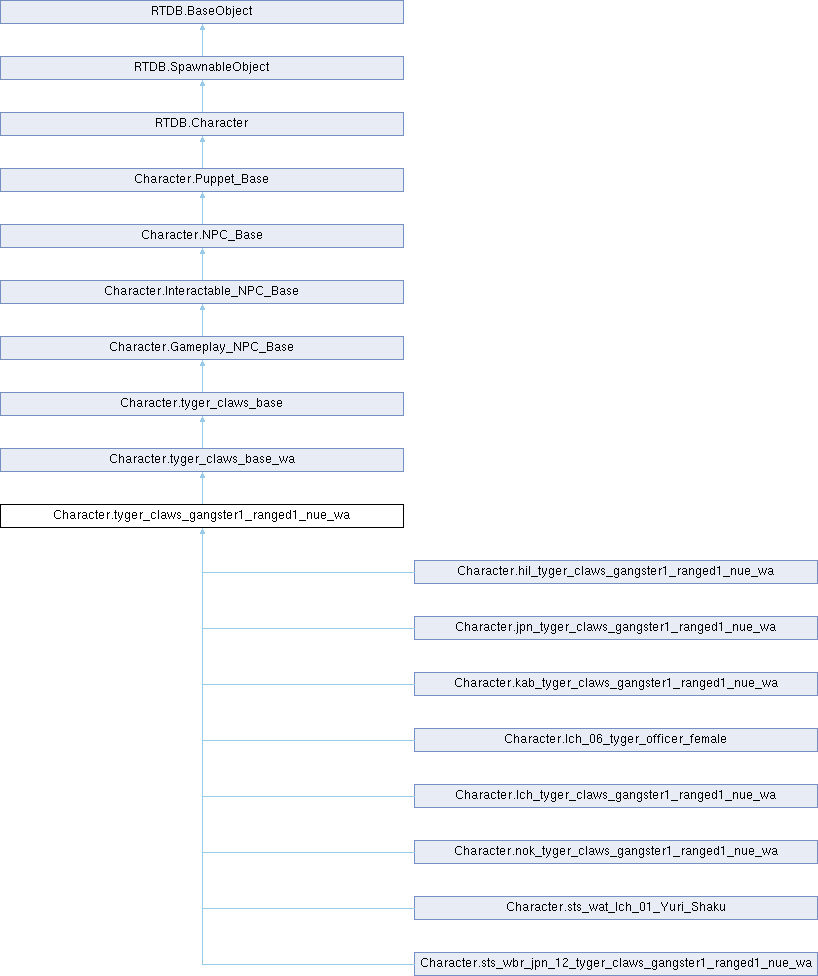 RTDB.BaseObject
RTDB.SpawnableObject
RTDB.Character
Character.Puppet_Base
Character.NPC_Base
Character.Interactable_NPC_Base
Character.Gameplay_NPC_Base
Character.tyger_claws_base
Character.tyger_claws_base_wa
Character.tyger_claws_gangster1_ranged1_nue_wa
Character.hil_tyger_claws_gangster1_ranged1_nue_wa
Character.jpn_tyger_claws_gangster1_ranged1_nue_wa
Character.kab_tyger_claws_gangster1_ranged1_nue_wa
Character.lch_06_tyger_officer_female
Character.lch_tyger_claws_gangster1_ranged1_nue_wa
Character.nok_tyger_claws_gangster1_ranged1_nue_wa
Character.sts_wat_lch_01_Yuri_Shaku
Character.sts_wbr_jpn_12_tyger_claws_gangster1_ranged1_nue_wa